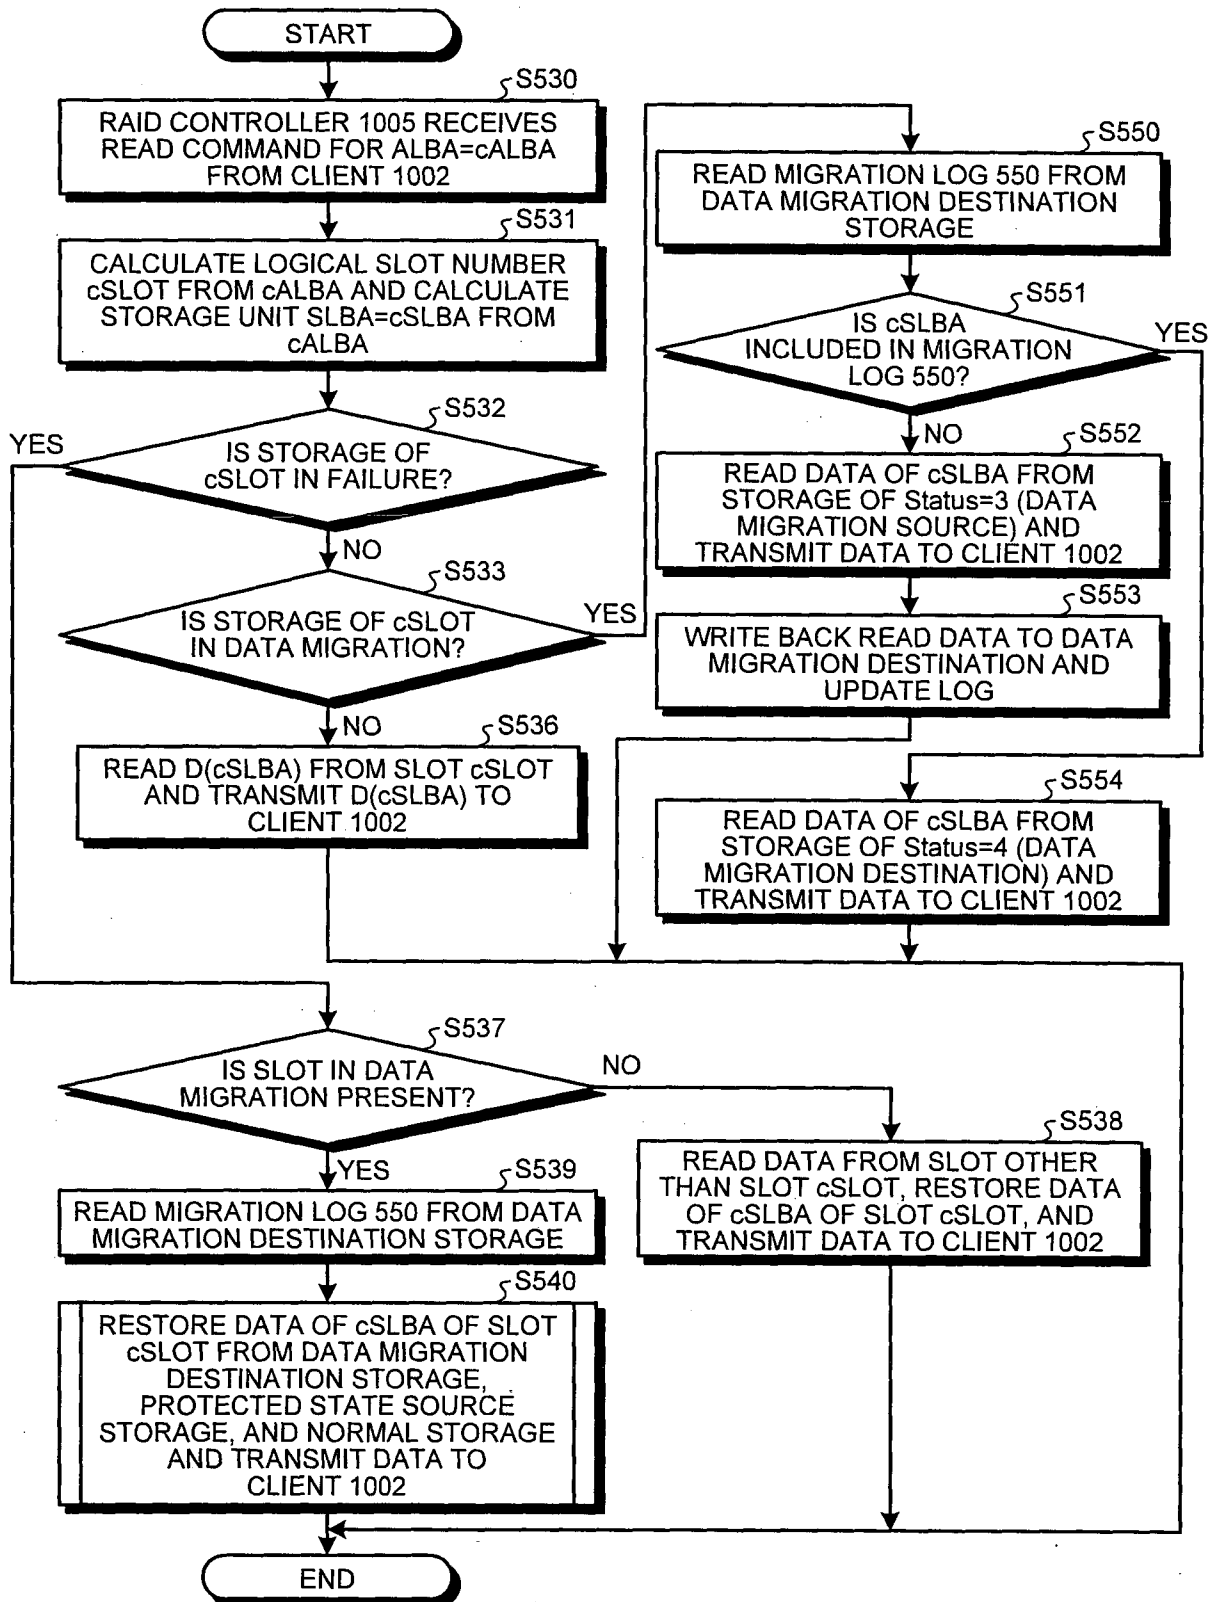 START
S530
RAID CONTROLLER 1005 RECEIVES
READ COMMAND FOR ALBA=cALBA
FROM CLIENT 1002
S531
CALCULATE LOGICAL SLOT NUMBER
cSLOT FROM cALBA AND CALCULATE
STORAGE UNIT SLBA=cSLBA FROM
cALBA
S532
YES
IS STORAGE OF
cSLOT IN FAILURE?
NO
S533
IS STORAGE OF cSLOT
IN DATA MIGRATION?
YES
NO
S536
READ D(cSLBA) FROM SLOT cSLOT
AND TRANSMIT D(cSLBA) TO
CLIENT 1002
S550
READ MIGRATION LOG 550 FROM
DATA MIGRATION DESTINATION
STORAGE
S551
IS cSLBA
INCLUDED IN MIGRATION
LOG 550?
YES
NO
S552
READ DATA OF cSLBA FROM
STORAGE OF Status=3 (DATA
MIGRATION SOURCE) AND
TRANSMIT DATA TO CLIENT 1002
S553
WRITE BACK READ DATA TO DATA
MIGRATION DESTINATION AND
UPDATE LOG
S554
READ DATA OF cSLBA FROM
STORAGE OF Status=4 (DATA
MIGRATION DESTINATION) AND
TRANSMIT DATA TO CLIENT 1002
S537
IS SLOT IN DATA
MIGRATION PRESENT?
NO
YES
S538
READ DATA FROM SLOT OTHER
THAN SLOT cSLOT, RESTORE DATA
OF cSLBA OF SLOT cSLOT, AND
TRANSMIT DATA TO CLIENT 1002
S539
READ MIGRATION LOG 550 FROM DATA
MIGRATION DESTINATION STORAGE
S540
RESTORE DATA OF cSLBA OF SLOT
cSLOT FROM DATA MIGRATION
DESTINATION STORAGE,
PROTECTED STATE SOURCE
STORAGE, AND NORMAL STORAGE
AND TRANSMIT DATA TO
CLIENT 1002
END